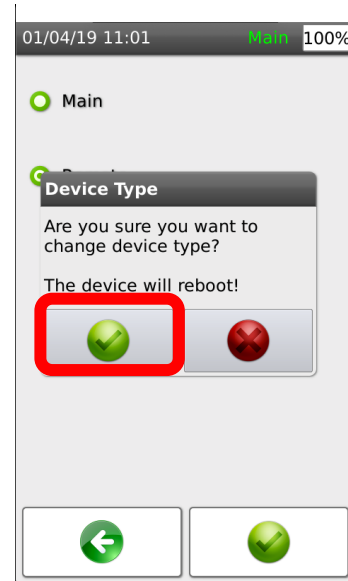 01/04/19 11:01 Main 100%
Main
Device Type
Are you sure you want to
change device type?
The device will reboot!